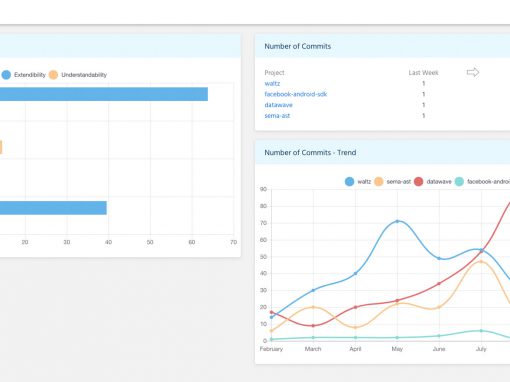 Extendibility Understandability
20 30 40 50 60 70
Number of Commits
Project Last Week
waltz 1
facebook-android-sdk 1
datawave 1
sema-ast 1
Number of Commits - Trend
waltz sema-ast datawave facebook-androi
90
80
70
60
50
40
30
20
10
0
February March April May June July